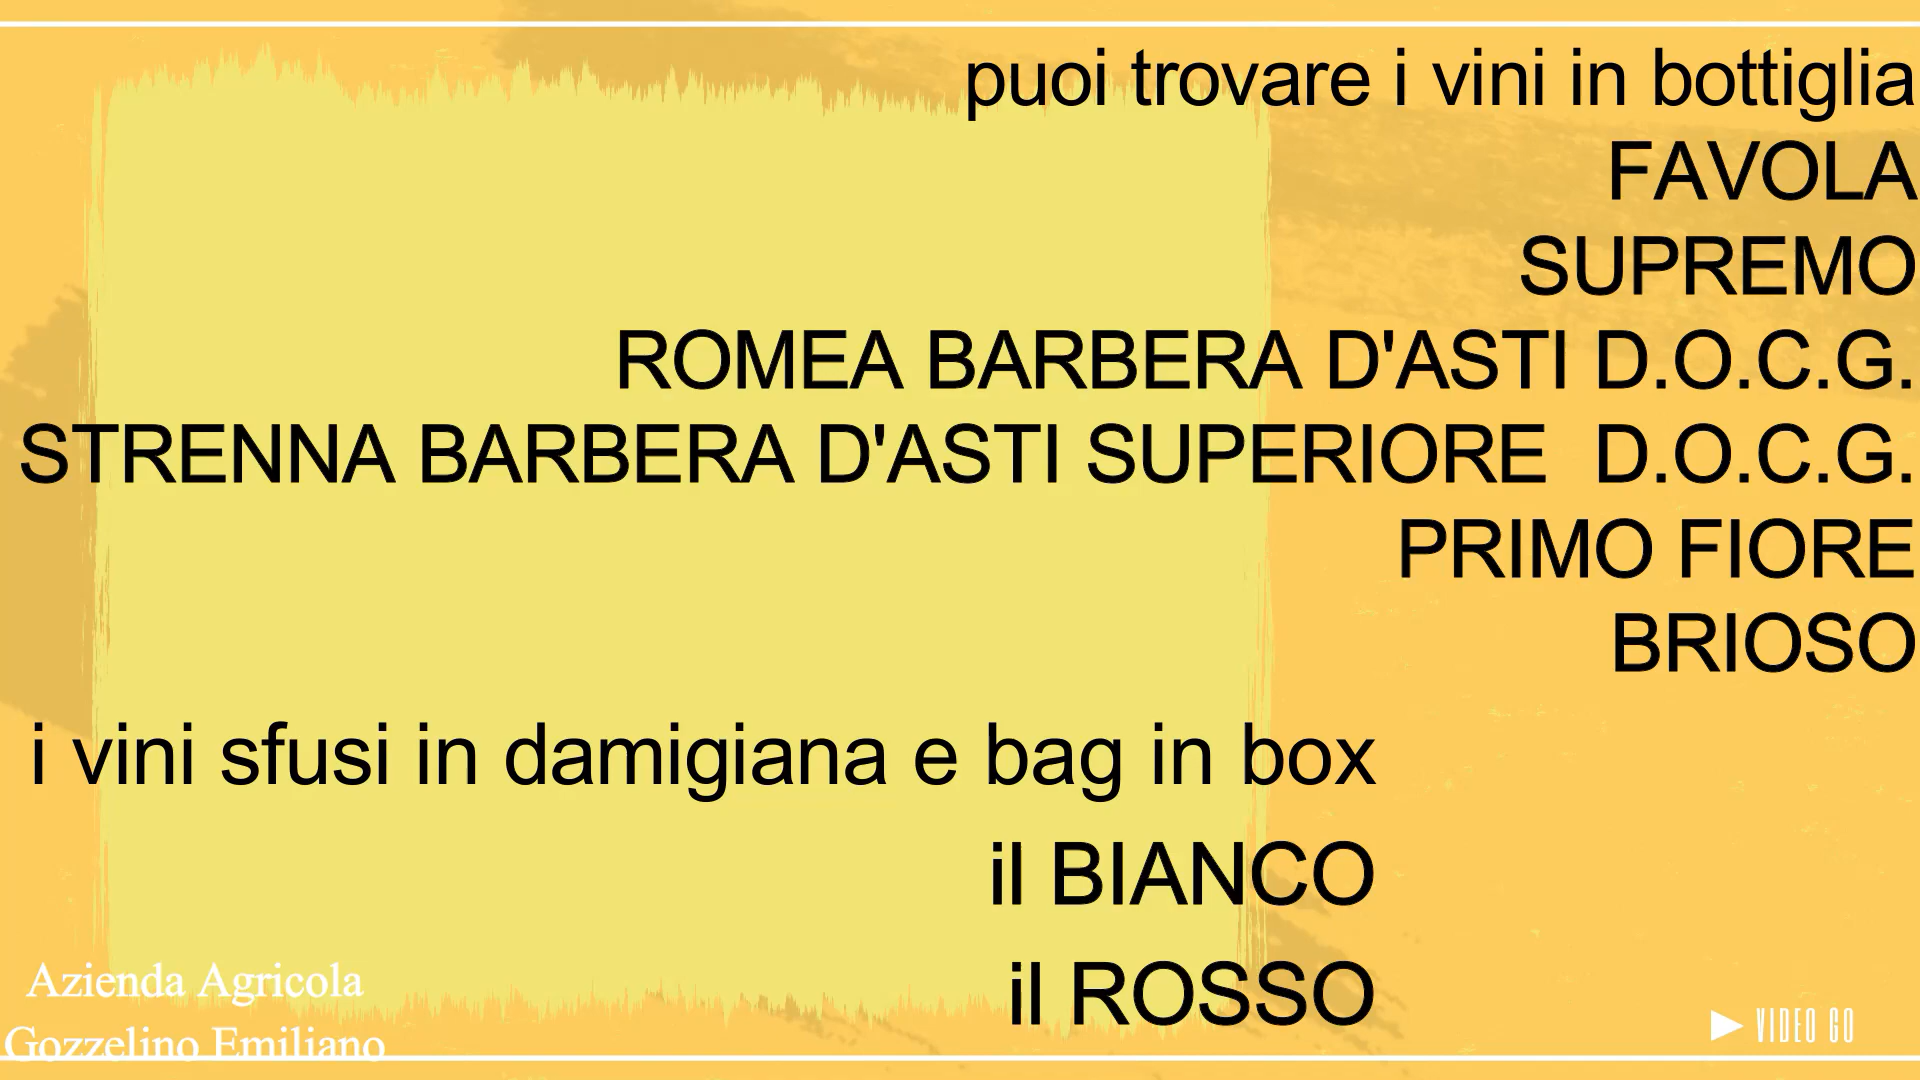 puoi trovare i vini in bottiglia
FAVOLA
SUPREMO
ROMEA BARBERA D'ASTI D.O.C.G.
STRENNA BARBERA D'ASTI SUPERIORE  D.O.C.G.
PRIMO FIORE
BRIOSO
i vini sfusi in damigiana e bag in box
il BIANCO
il ROSSO
Azienda Agricola
Gozzelino Emiliano
VIDEO GO